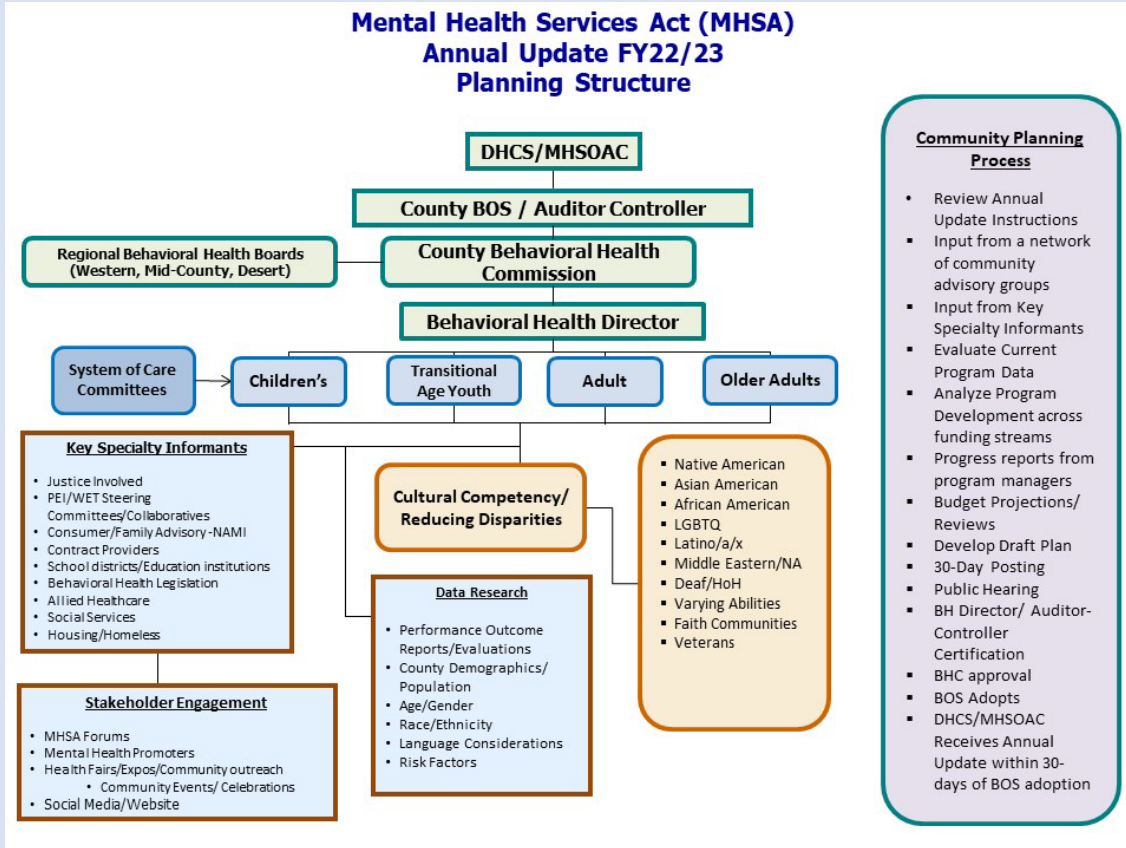 Mental Health Services Act (MHSA)
Annual Update FY22/23
Planning Structure
DHCS/MHSOAC
County BOS / Auditor Controller
Regional Behavioral Health Boards
(Western, Mid-County, Desert)
County Behavioral Health
Commission
Behavioral Health Director
System of Care
Committees
Children's
Transitional
Age Youth
Adult
Older Adults
Key Specialty Informants
• Justice Involved
• PEI/WET Steering
Committees/Collaboratives
• Consumer/Family Advisory -NAMI
• Contract Providers
• School districts/Education institutions
• Behavioral Health Legislation
• Allied Healthcare
• Social Services
• Housing/Homeless
Stakeholder Engagement
• MHSA Forums
• Mental Health Promoters
• Health Fairs/Expos/Community outreach
• Community Events/ Celebrations
• Social Media/Website
Cultural Competency/
Reducing Disparities
Data Research
• Performance Outcome
Reports/Evaluations
• County Demographics/
Population
• Age/Gender
• Race/Ethnicity
• Language Considerations
• Risk Factors
▪ Native American
▪ Asian American
▪ African American
▪ LGBTQ
▪ Latino/a/x
▪ Middle Eastern/NA
▪ Deaf/HoH
▪ Varying Abilities
▪ Faith Communities
▪ Veterans
Community Planning
Process
• Review Annual
Update Instructions
▪ Input from a network
of community
advisory groups
▪ Input from Key
Specialty Informants
▪ Evaluate Current
Program Data
▪ Analyze Program
Development across
funding streams
▪ Progress reports from
program managers
▪ Budget Projections/
Reviews
▪ Develop Draft Plan
▪ 30-Day Posting
▪ Public Hearing
▪ BH Director/ Auditor-
Controller
Certification
▪ BHC approval
▪ BOS Adopts
▪ DHCS/MHSOAC
Receives Annual
Update within 30-
days of BOS adoption